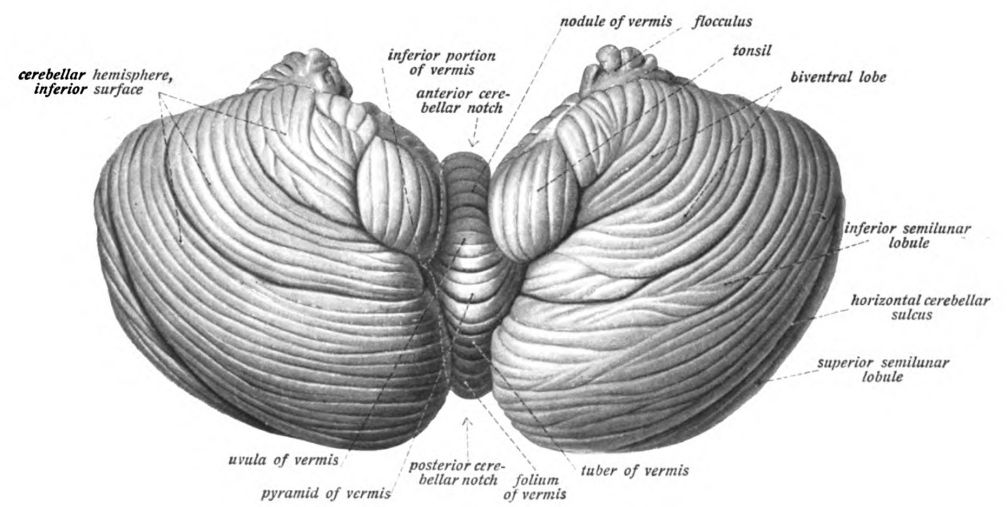 nodule of vermis
flocculus
inferior portion
of vermis
tonsil
cerebellar hemisphere,
inferior surface
biventral lobe
anterior cere-
bellar notch
inferior semilunar
lobule
horizontal cerebellar
sulcus
superior semilunar
lobule
uvula of vermis
pyramid of vermis
posterior cere-
bellar notch
folium
of vermis
tuber of vermis